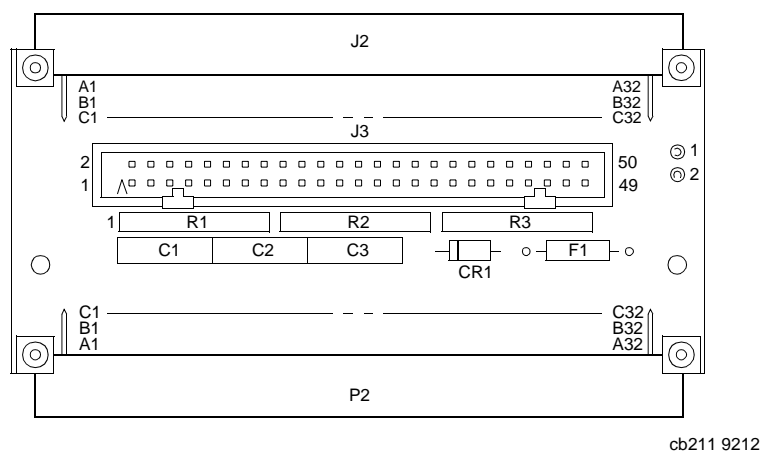 J2
A1 A32
B1 B32
C1 C32
J3
2 50 1
1 49 2
1 R1 R2 R3
C1 C2 C3 F1
CR1
C1 C32
B1 B32
A1 A32
P2
cb211 9212